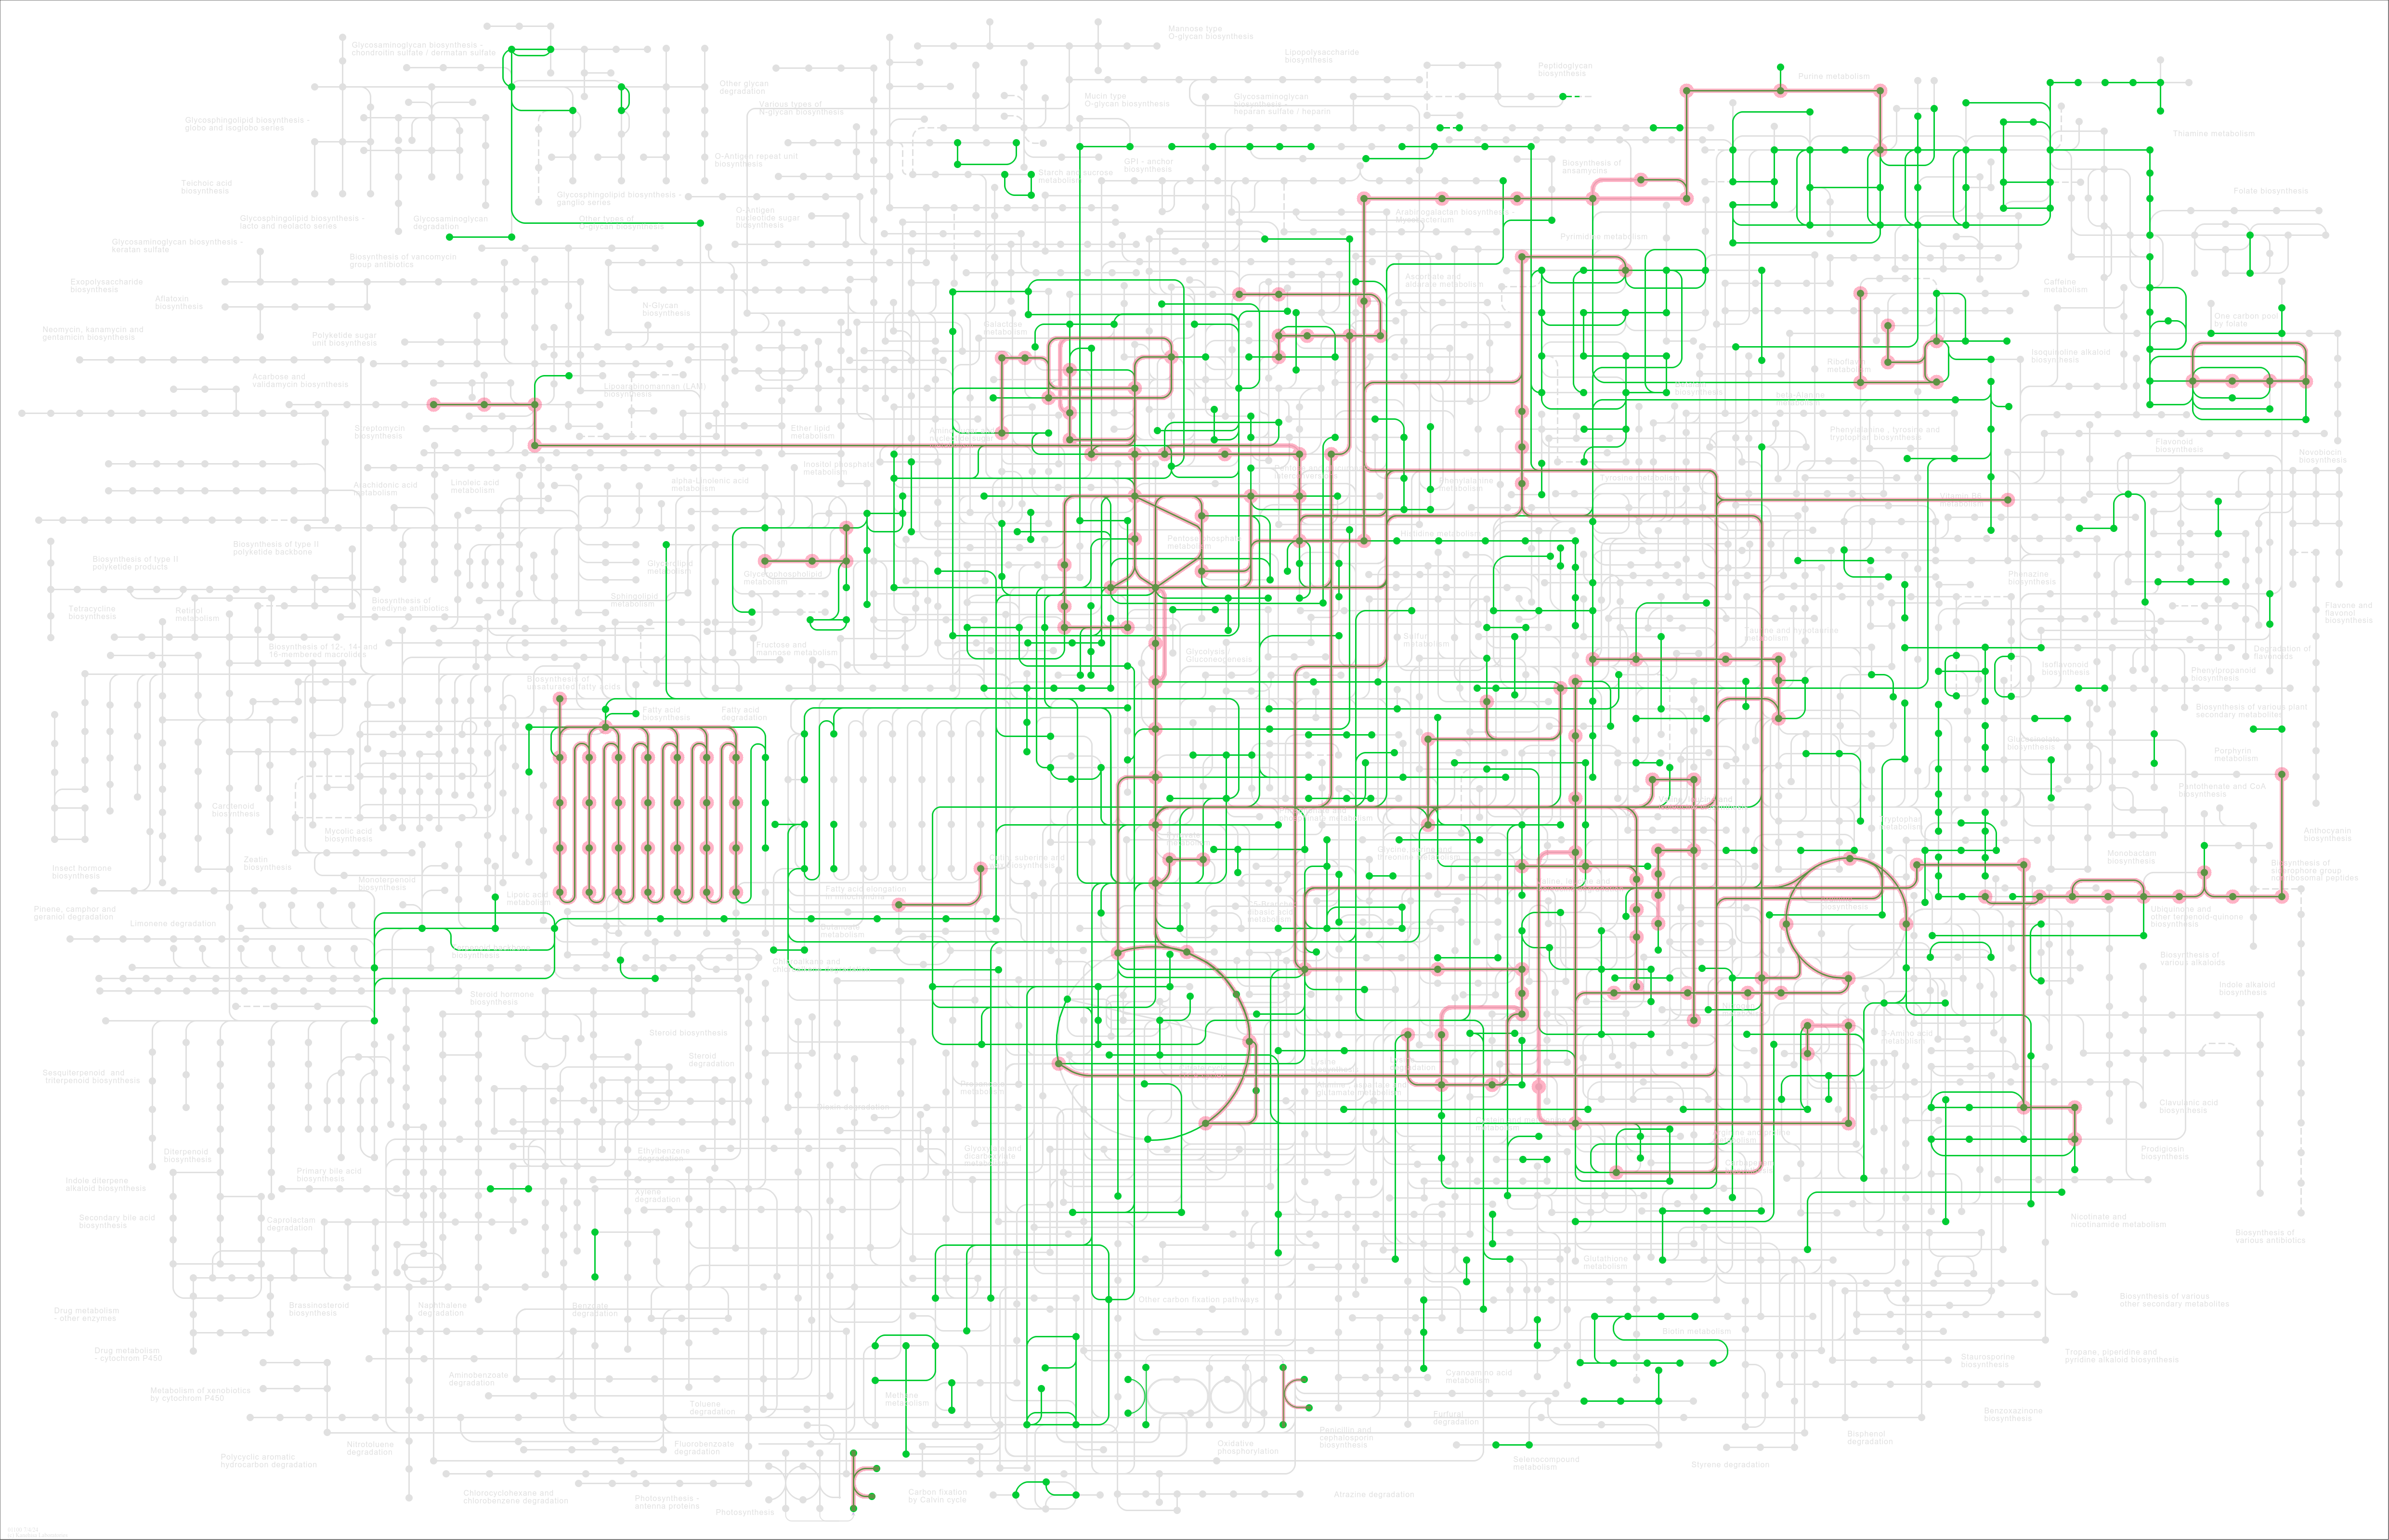 Glycosaminoglycan biosynthesis -
chondroitin sulfate / dermatan sulfate
Mannose type
O-glycan biosynthesis
Lipopolysaccharide
biosynthesis
Peptidoglycan
biosynthesis
Purine metabolism
Other glycan
degradation
Various types of
N-glycan biosynthesis
Mucin type
O-glycan biosynthesis
Glycosaminoglycan
biosynthesis -
heparan sulfate / heparin
Glycosphingolipid biosynthesis -
globo and isoglobo series
Thiamine metabolism
O-Antigen repeat unit
biosynthesis
GPI - anchor
biosynthesis
Biosynthesis of
ansamycins
Starch and sucrose
metabolism
Teichoic acid
biosynthesis
Folate biosynthesis
Glycosphingolipid biosynthesis -
ganglio series
Glycosphingolipid biosynthesis -
lacto and neolacto series
Glycosaminoglycan
degradation
Other types of
O-glycan biosynthesis
O-Antigen
nucleotide sugar
biosynthesis
Arabinogalactan biosynthesis
Mycobacterium
Pyrimidine metabolism
Glycosaminoglycan biosynthesis -
keratan sulfate
Biosynthesis of vancomycin
group antibiotics
Exopolysaccharide
biosynthesis
Aflatoxin
biosynthesis
N-Glycan
biosynthesis
Ascorbate and
aldarate metabolism
Caffeine
metabolism
One carbon pool
by folate
Neomycin, kanamycin and
gentamicin biosynthesis
Polyketide sugar
unit biosynthesis
Galactose
metabolism
Isoquinoline alkaloid
biosynthesis
Riboflavin
metabolism
Acarbose and
validamycin biosynthesis
Lipoarabinomannan (LAM)
biosynthesis
Streptomycin
biosynthesis
Ether lipid
metabolism
Phenylalanine , tyrosine and
tryptophan biosynthesis
Flavonoid
biosynthesis
Novobiocin
biosynthesis
Inositol phosphate
metabolism
Arachidonic acid
metabolism
Linoleic acid
metabolism
alpha-Linolenic acid
metabolism
Phenylalanine
metabolism
Tyrosine metabolism
Vitamin B6
metabolism
Biosynthesis of type II
polyketide products
Biosynthesis of type II
polyketide backbone
Pentose phosphate
metabolism
Histidine metabolism
Glycerolipid
metabolism
Glycerophospholipid
metabolism
Phenazine
biosynthesis
Tetracycline
biosynthesis
Retinol
metabolism
Biosynthesis of
enediyne antibiotics
Sphingolipid
metabolism
Flavone and
flavonol
biosynthesis
Biosynthesis of 12-, 14- and
16-membered macrolides
Fructose and
mannose metabolism
Glycolysis
Gluconeogenesis
Sulfur
metabolism
Taurine and hypotaurine
metabolism
Degradation of
flavonoids
Isoflavonoid
biosynthesis
Phenylpropanoid
biosynthesis
Biosynthesis of
unsaturated fatty acids
Fatty acid
biosynthesis
Fatty acid
degradation
Biosynthesis of various plant
secondary metabolites
Glucosinolate
biosynthesis
Porphyrin
metabolism
Pantothenate and CoA
biosynthesis
Carotenoid
biosynthesis
Mycolic acid
biosynthesis
Tryptophan
metabolism
Anthocyanin
biosynthesis
Monobactam
biosynthesis
Biosynthesis of
siderophore group
nonribosomal peptides
Insect hormone
biosynthesis
Zeatin
biosynthesis
Monoterpenoid
biosynthesis
Lipoic acid
metabolism
Fatty acid elongation
in mitochondria
Pinene, camphor and
geraniol degradation
Limonene degradation
Ubiquinone and
other terpenoid-quinone
biosynthesis
Biosynthesis of
various alkaloids
Indole alkaloid
biosynthesis
Steroid hormone
biosynthesis
Steroid biosynthesis
Steroid
degradation
D-Amino acid
metabolism
Sesquiterpenoid and
triterpenoid biosynthesis
Propanoate
metabolism
Dioxin degradation
Clavulanic acid
biosynthesis
Diterpenoid
biosynthesis
Ethylbenzene
degradation
Glyoxylate and
dicarboxylate
metabolism
Prodigiosin
biosynthesis
Primary bile acid
biosynthesis
Indole diterpene
alkaloid biosynthesis
Xylene
degradation
Secondary bile acid
biosynthesis
Caprolactam
degradation
Nicotinate and
nicotinamide metabolism
Biosynthesis of
various antibiotics
Glutathione
metabolism
Other carbon fixation pathways
Biosynthesis of various
other secondary metabolites
Drug metabolism
- other enzymes
Brassinosteroid
biosynthesis
Naphthalene
degradation
Benzoate
degradation
Biotin metabolism
Drug metabolism
- cytochrom P450
Tropane, piperidine and
pyridine alkaloid biosynthesis
Staurosporine
biosynthesis
Aminobenzoate
degradation
Cyanoamino acid
metabolism
Metabolism of xenobiotics
by cytochrom P450
Methane
metabolism
Toluene
degradation
Furfural
degradation
Benzoxazinone
biosynthesis
Penicillin and
cephalosporin
biosynthesis
Bisphenol
degradation
Nitrotoluene
degradation
Fluorobenzoate
degradation
Oxidative
phosphorylation
Polycyclic aromatic
hydrocarbon degradation
Selenocompound
metabolism
Styrene degradation
Chlorocyclohexane and
chlorobenzene degradation
Photosynthesis -
antenna proteins
Photosynthesis
Carbon fixation
by Calvin cycle
Atrazine degradation